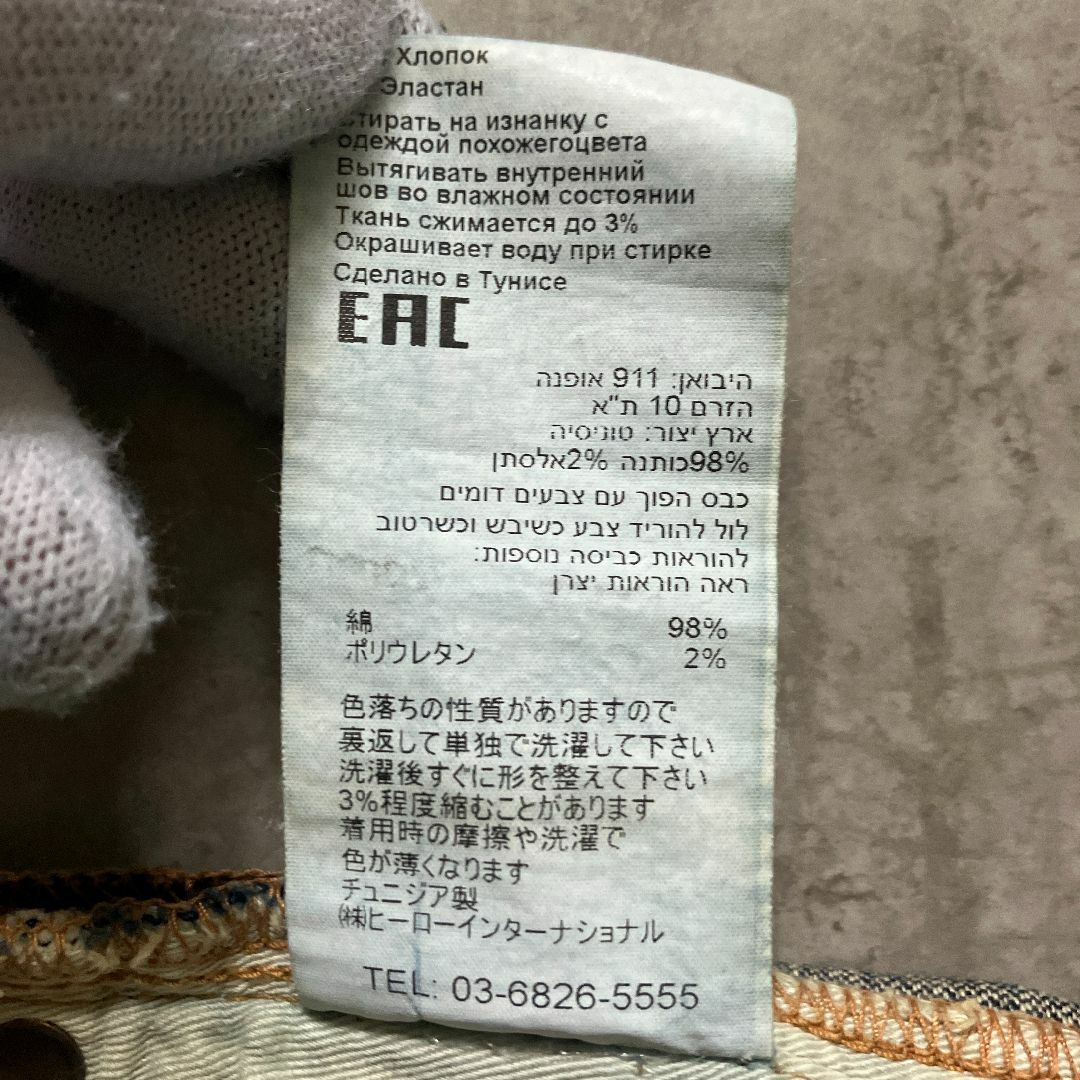 Хлопок
Эластан
Стирать на изнанку с
одеждой похожегоцвета
Вытягивать внутренний
шов во влажном состоянии
Ткань сжимается до 3%
Окрашивает воду при стирке
Сделано в Тунисе
EAC
היבואן: 911 אופנה
הזרם 10 ת"א
ארץ יצור: טוניסיה
98%כותנה 2%אלסתן
כבס הפוך עם צבעים דומים
לול להוריד צבע כשיבש וכשרטוב
להוראות כביסה נוספות:
ראה הוראות יצרן
綿 98%
ポリウレタン 2%
色落ちの性質がありますので
裏返して単独で洗濯して下さい
洗濯後すぐに形を整えて下さい
3%程度縮むことがあります
着用時の摩擦や洗濯で
色が薄くなります
チュニジア製
㈱ヒーローインターナショナル
TEL: 03-6826-5555